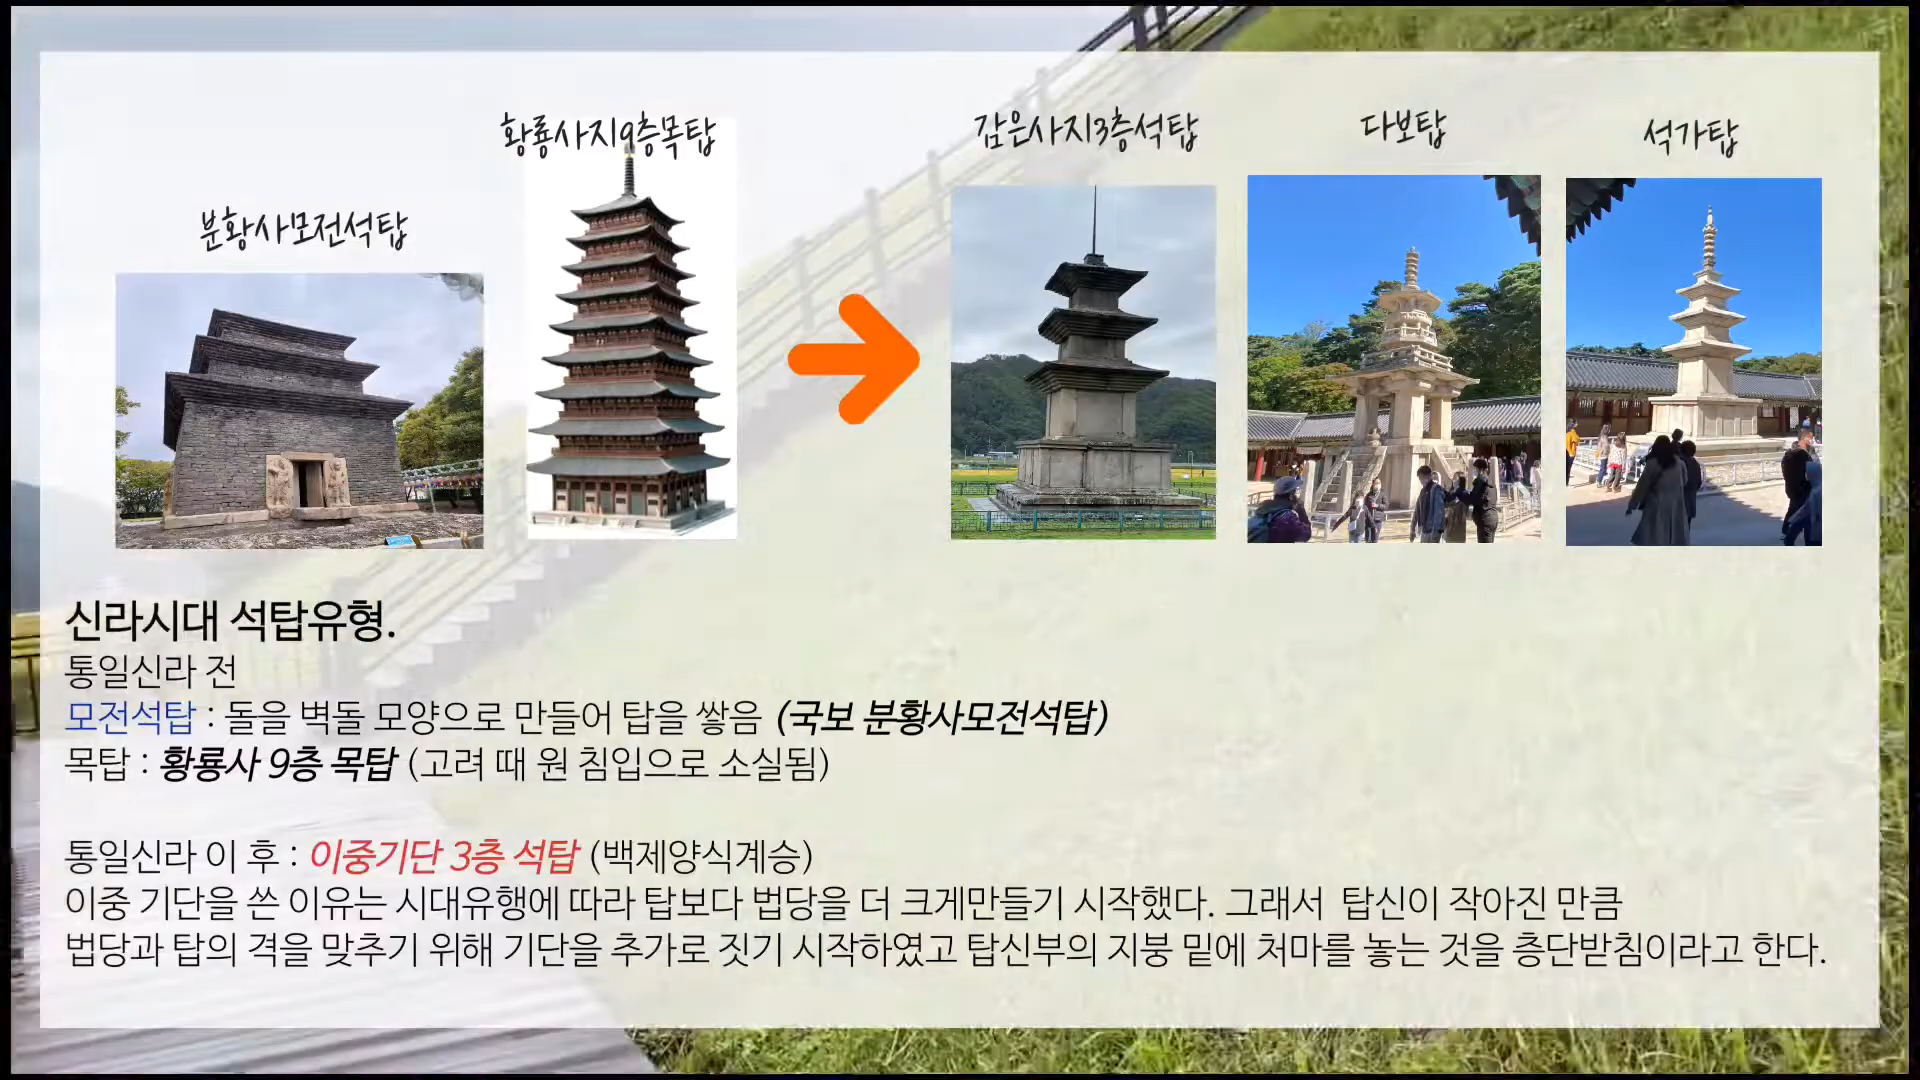 분황사모전석탑
황룡사지9층목탑
감은사지3층석탑
다보탑
석가탑
신라시대 석탑유형.
통일신라 전
모전석탑 : 돌을 벽돌 모양으로 만들어 탑을 쌓음 (국보 분황사모전석탑)
목탑 : 황룡사 9층 목탑 (고려 때 원 침입으로 소실됨)
통일신라 이 후 : 이중기단 3층 석탑 (백제양식계승)
이중 기단을 쓴 이유는 시대유행에 따라 탑보다 법당을 더 크게만들기 시작했다. 그래서 탑신이 작아진 만큼
법당과 탑의 격을 맞추기 위해 기단을 추가로 짓기 시작하였고 탑신부의 지붕 밑에 처마를 놓는 것을 층단받침이라고 한다.